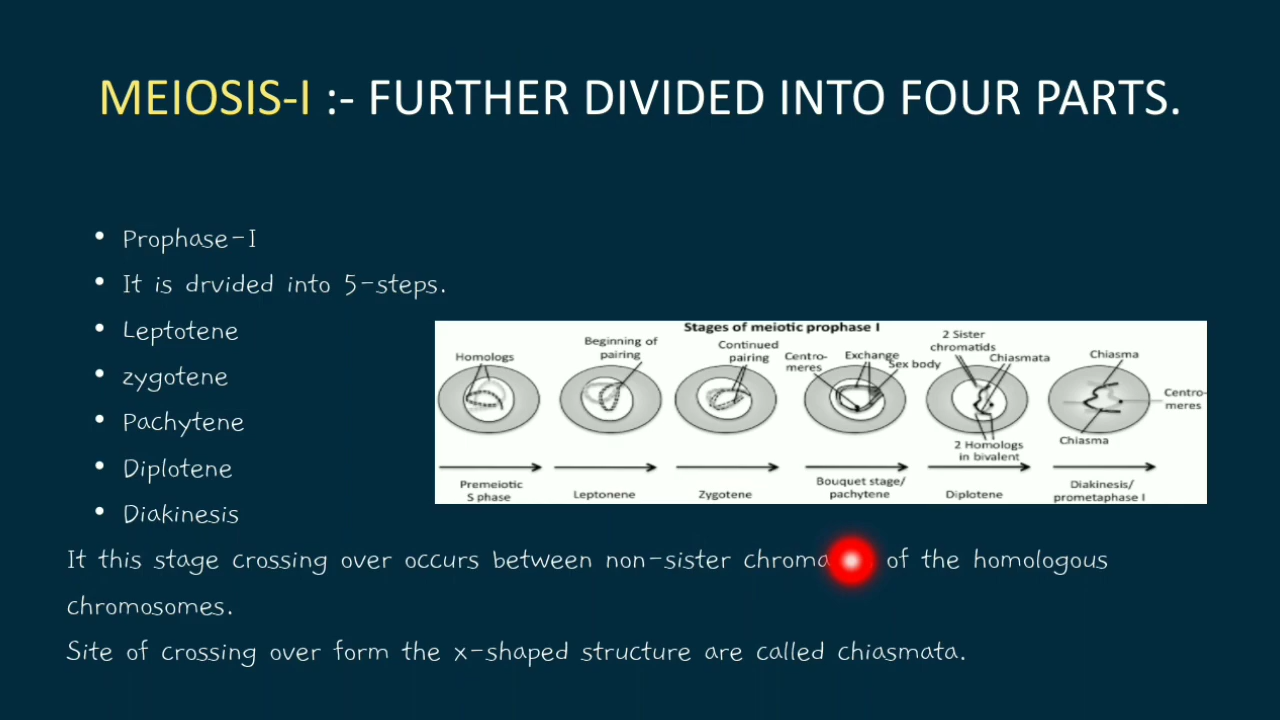 MEIOSIS-I :- FURTHER DIVIDED INTO FOUR PARTS.
• Prophase-I
• It is drvided into 5-steps.
• Leptotene
• zygotene
• Pachytene
• Diplotene
• Diakinesis
Stages of meiotic prophase I
Homologs
Beginning of
pairing
Continued
pairing
Centro-
meres
Exchange
Sex body
2 Sister
chromatids
Chiasmata
2 Homologs
in bivalent
Chiasma
Centro-
meres
Chiasma
Premeiotic
S phase
Leptonene
Zygotene
Bouquet stage/
pachytene
Diplotene
Diakinesis/
prometaphase I
It this stage crossing over occurs between non-sister chroma of the homologous
chromosomes.
Site of crossing over form the x-shaped structure are called chiasmata.